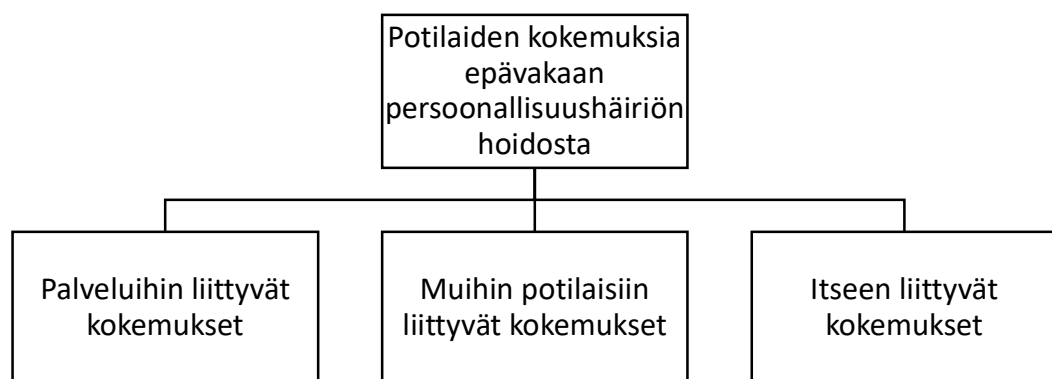 Potilaiden kokemuksia
epävakaan
persoonallisuushäiriön
hoidosta
Palveluihin liittyvät
kokemukset
Muihin potilaisiin
liittyvät kokemukset
Itseen liittyvät
kokemukset